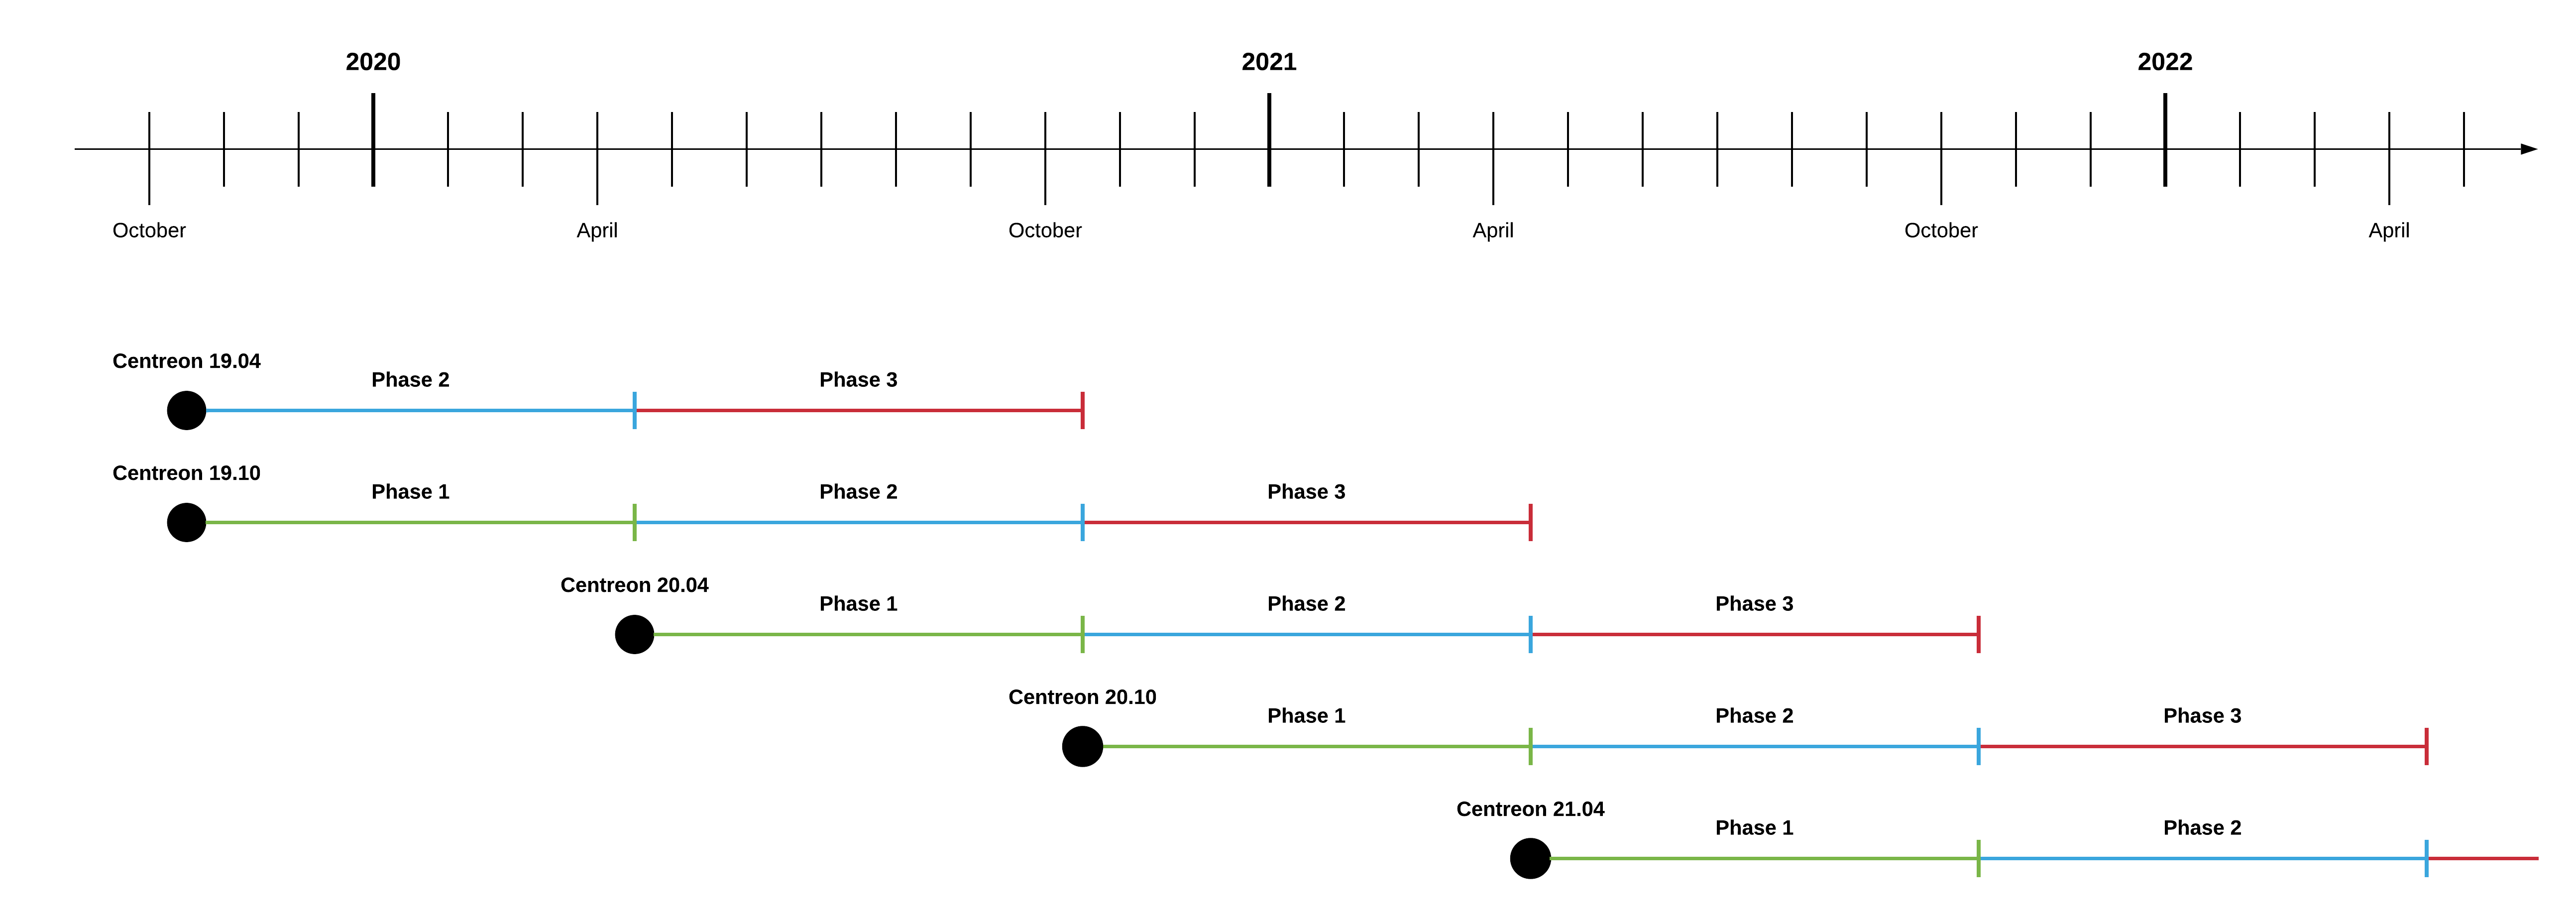 2020
2021
2022
October
April
October
April
October
April
Centreon 19.04
Phase 2
Phase 3
Centreon 19.10
Phase 1
Phase 2
Phase 3
Centreon 20.04
Phase 1
Phase 2
Phase 3
Centreon 20.10
Phase 1
Phase 2
Phase 3
Centreon 21.04
Phase 1
Phase 2